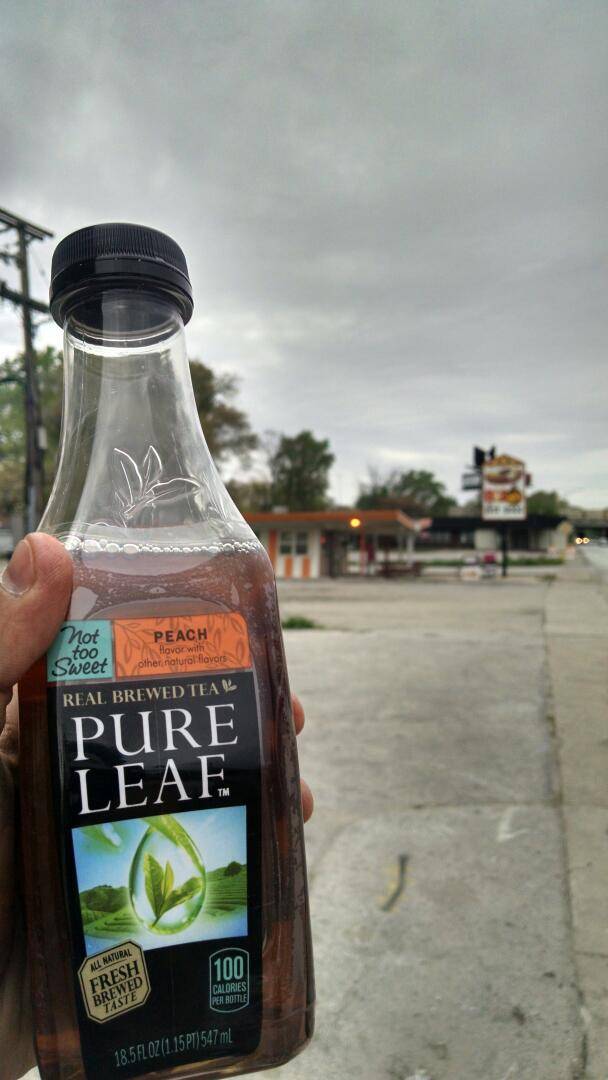 Not
too
Sweet
PEACH
flavor with
other natural flavors
REAL BREWED TEA
PURE
LEAF™
ALL NATURAL
FRESH
BREWED
TASTE
100
CALORIES
PER BOTTLE
18.5 FL OZ (1.15 PT) 547 mL